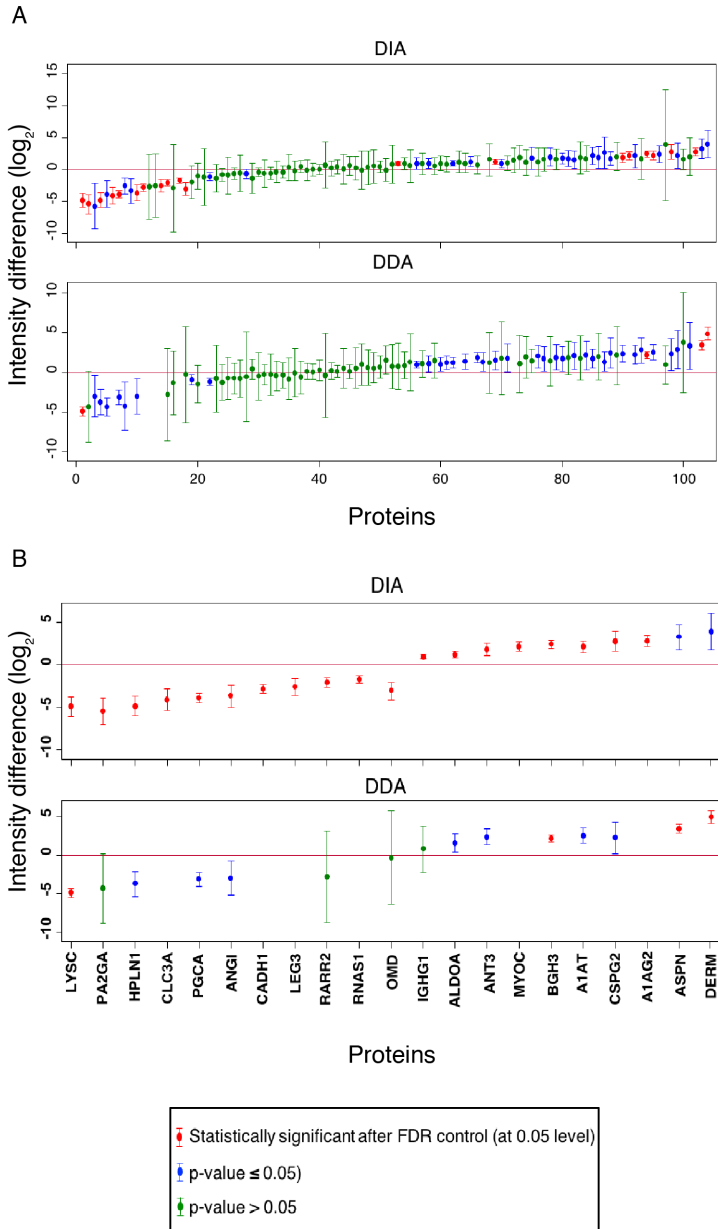 A
DIA
15
10
5
0
-5
-10
DDA
10
5
0
-5
-10
Intensity difference (log2)
0 20 40 60 80 100
Proteins
B
DIA
5
0
-5
-10
DDA
5
0
-5
-10
Intensity difference (log2)
LYSC PA2GA HPLN1 CLC3A PGCA ANGI CADH1 LEG3 RARR2 RNAS1 OMD IGHG1 ALDOA ANT3 MYOC BGH3 A1AT CSPG2 A1AG2 ASPN DERM
Proteins
Statistically significant after FDR control (at 0.05 level)
p-value ≤ 0.05)
p-value > 0.05